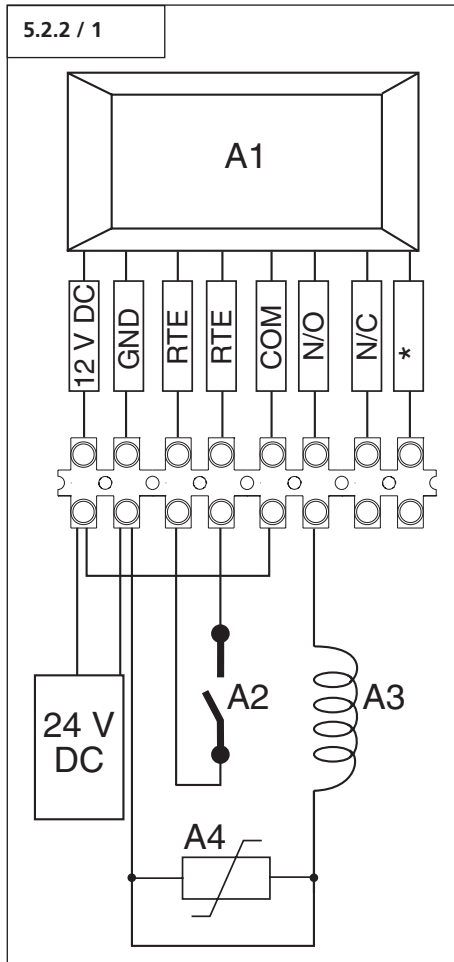 5.2.2 / 1
A1
12 V DC
GND
RTE
RTE
COM
N/O
N/C
*
24 V
DC
A2
A3
A4